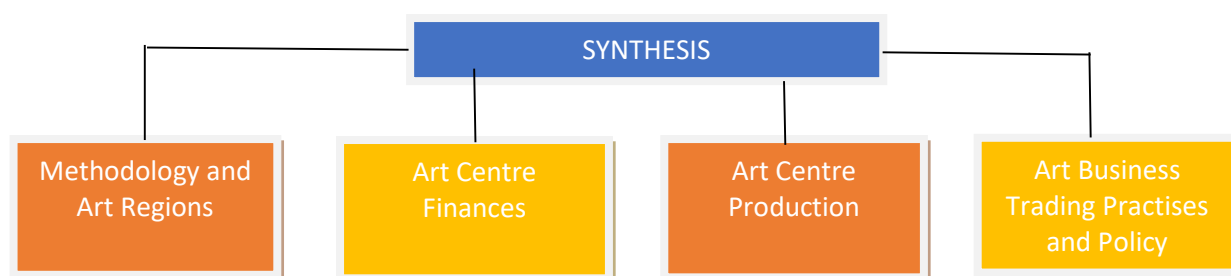 SYNTHESIS
Methodology and
Art Regions
Art Centre
Finances
Art Centre
Production
Art Business
Trading Practises
and Policy